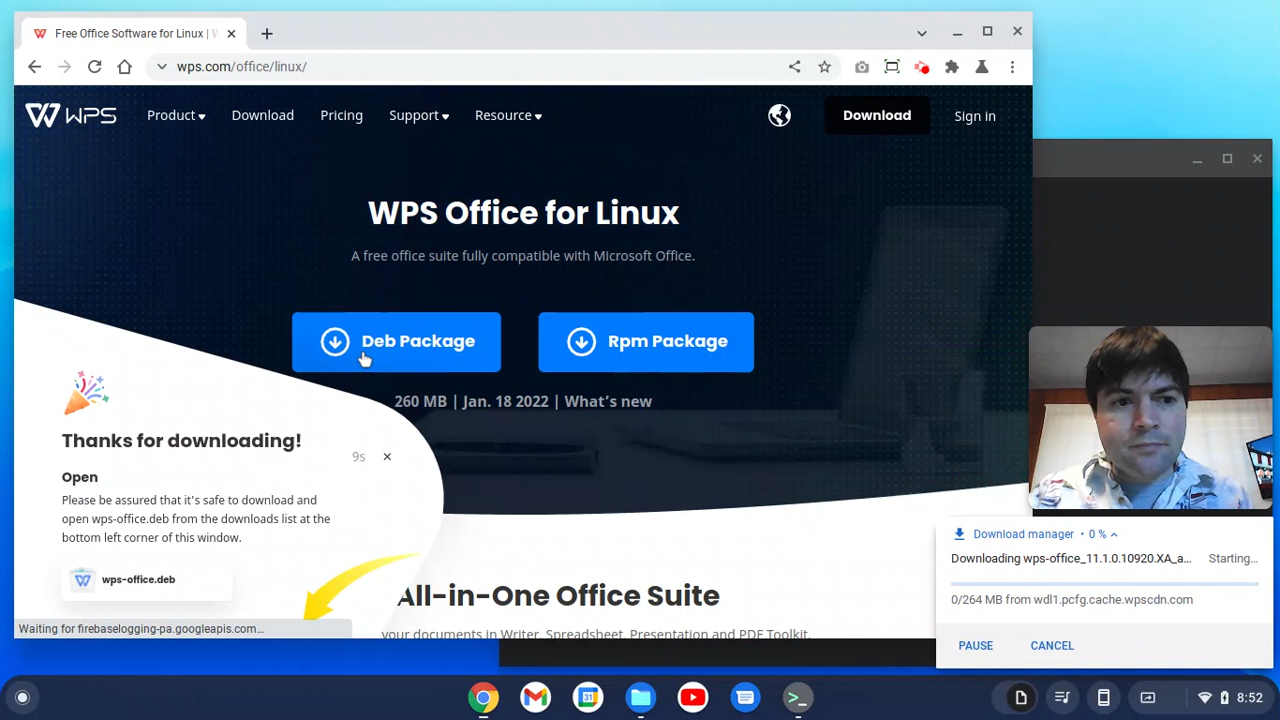 Free Office Software for Linux | W
wps.com/office/linux/
WPS
Product
Download
Pricing
Support
Resource
Download
Sign in
WPS Office for Linux
A free office suite fully compatible with Microsoft Office.
Deb Package
Rpm Package
260 MB | Jan. 18 2022 | What's new
Thanks for downloading!
9s
Open
Please be assured that it's safe to download and
open wps-office.deb from the downloads list at the
bottom left corner of this window.
wps-office.deb
All-in-One Office Suite
your documents in Writer, Spreadsheet, Presentation and PDF Toolkit.
Waiting for firebaselogging-pa.googleapis.com...
Download manager • 0 %
Downloading wps-office_11.1.0.10920.XA_a...
Starting...
0/264 MB from wdl1.pcfg.cache.wpscdn.com
PAUSE
CANCEL
31
>_
8:52